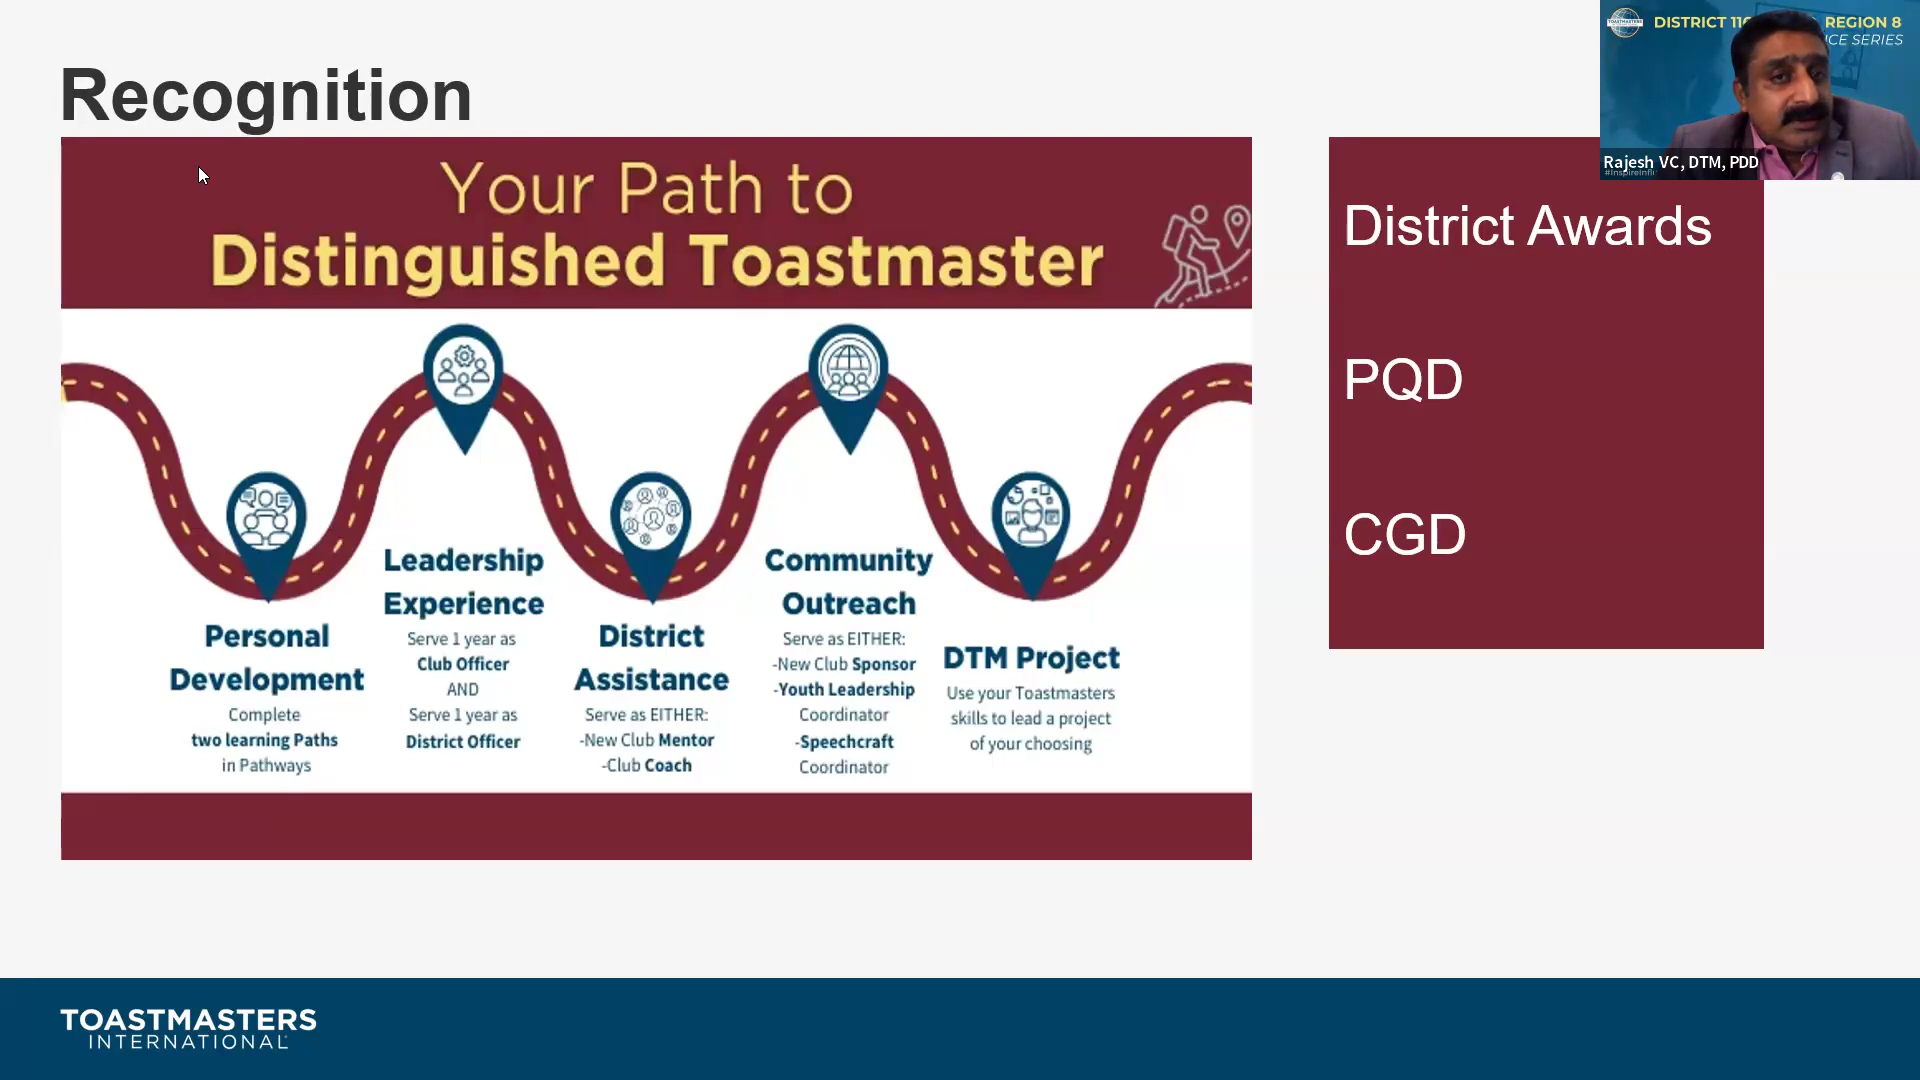 Recognition
Your Path to
Distinguished Toastmaster
Personal
Development
Complete
two learning Paths
in Pathways
Leadership
Experience
Serve 1 year as
Club Officer
AND
Serve 1 year as
District Officer
District
Assistance
Serve as EITHER:
-New Club Mentor
-Club Coach
Community
Outreach
Serve as EITHER:
-New Club Sponsor
-Youth Leadership
Coordinator
-Speechcraft
Coordinator
DTM Project
Use your Toastmasters
skills to lead a project
of your choosing
District Awards
PQD
CGD
TOASTMASTERS
DISTRICT
REGION 8
SERIES
Rajesh VC, DTM, PDD
TOASTMASTERS
INTERNATIONAL